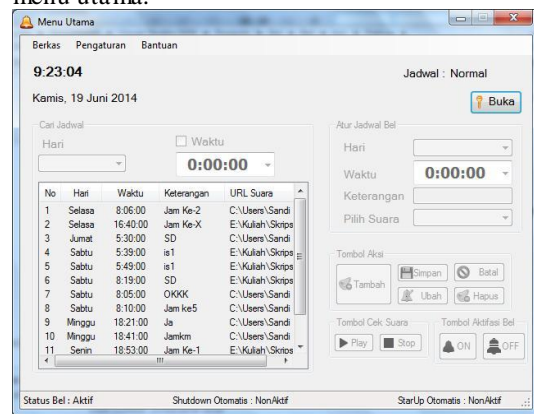 menu utama.
Menu Utama
Berkas Pengaturan Bantuan
9:23:04
Jadwal : Normal
Kamis, 19 Juni 2014
Buka
Cari Jadwal
Hari
Waktu
0:00:00
No Hari Waktu Keterangan URL Suara
1 Selasa 8:06:00 Jam Ke-2 C:\Users\Sandi
2 Selasa 16:40:00 Jam Ke-X E:\Kuliah\Skrips
3 Jumat 5:30:00 SD C:\Users\Sandi
4 Sabtu 5:39:00 is1 E:\Kuliah\Skrips
5 Sabtu 5:49:00 is1 E:\Kuliah\Skrips
6 Sabtu 8:19:00 SD E:\Kuliah\Skrips
7 Sabtu 8:05:00 OKKK C:\Users\Sandi
8 Sabtu 8:10:00 Jam ke5 C:\Users\Sandi
9 Minggu 18:21:00 Ja C:\Users\Sandi
10 Minggu 18:41:00 Jamkm C:\Users\Sandi
11 Senin 18:53:00 Jam Ke-1 E:\Kuliah\Skrips
Atur Jadwal Bel
Hari
Waktu 0:00:00
Keterangan
Pilih Suara
Tombol Aksi
Tambah Simpan Batal
Ubah Hapus
Tombol Cek Suara
Play Stop
Tombol Aktifasi Bel
ON OFF
Status Bel : Aktif Shutdown Otomatis : NonAktif StarUp Otomatis : NonAktif